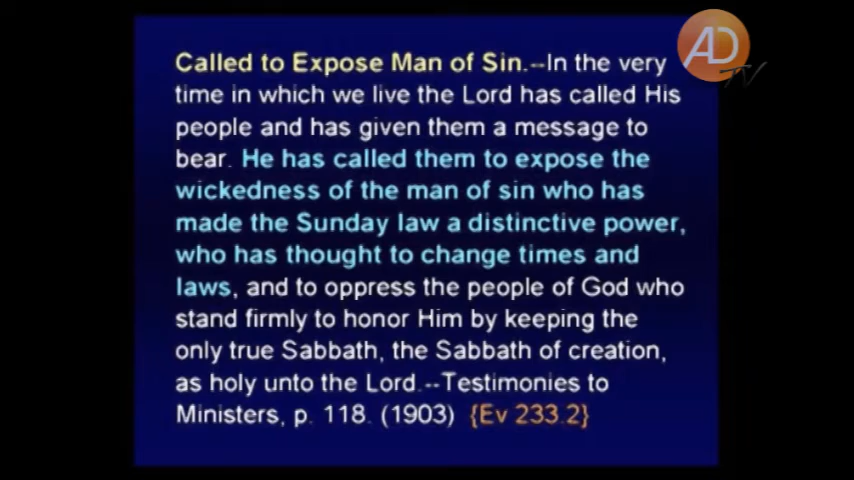 AD
TV
Called to Expose Man of Sin.--In the very
time in which we live the Lord has called His
people and has given them a message to
bear. He has called them to expose the
wickedness of the man of sin who has
made the Sunday law a distinctive power,
who has thought to change times and
laws, and to oppress the people of God who
stand firmly to honor Him by keeping the
only true Sabbath, the Sabbath of creation,
as holy unto the Lord.--Testimonies to
Ministers, p. 118. (1903) {Ev 233.2}